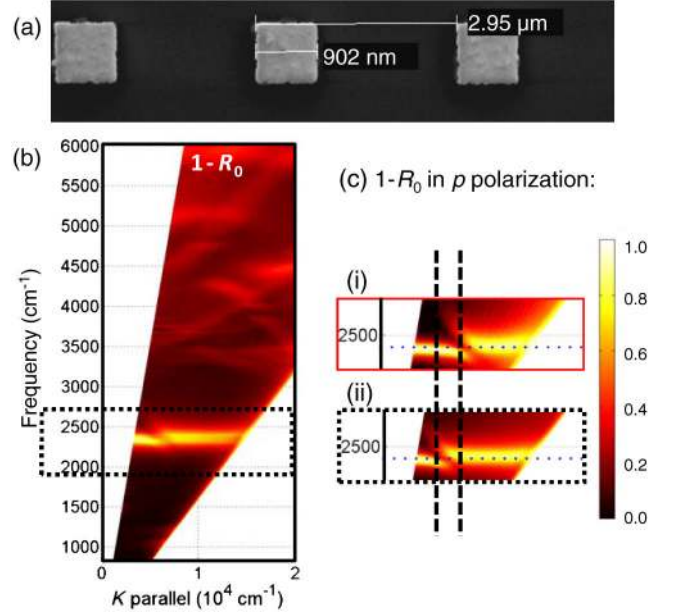 (a)
2.95 µm
902 nm
(b)
1 - R0
6000
5500
5000
4500
4000
3500
3000
2500
2000
1500
1000
Frequency (cm-1)
0
1
2
K parallel (10^4 cm-1)
(c) 1-R0 in p polarization:
(i)
2500
(ii)
2500
1.0
0.8
0.6
0.4
0.2
0.0